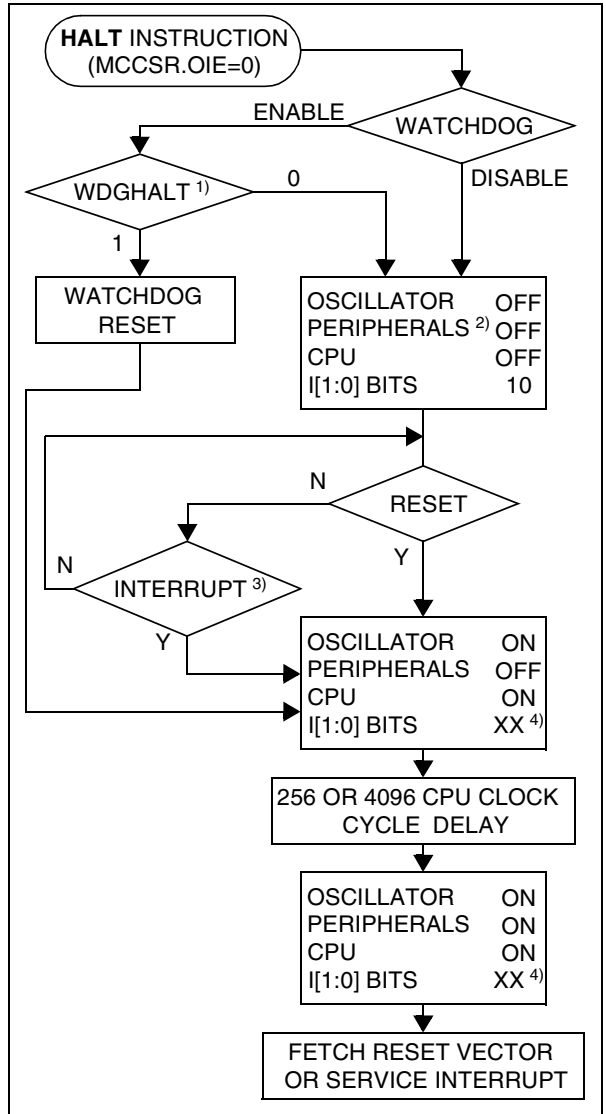 HALT INSTRUCTION
(MCCSR.OIE=0)
ENABLE
WATCHDOG
WDGHALT 1)
0
DISABLE
1
WATCHDOG
RESET
OSCILLATOR OFF
PERIPHERALS 2) OFF
CPU OFF
I[1:0] BITS 10
N
RESET
Y
N
INTERRUPT 3)
Y
OSCILLATOR ON
PERIPHERALS OFF
CPU ON
I[1:0] BITS XX 4)
256 OR 4096 CPU CLOCK
CYCLE DELAY
OSCILLATOR ON
PERIPHERALS ON
CPU ON
I[1:0] BITS XX 4)
FETCH RESET VECTOR
OR SERVICE INTERRUPT